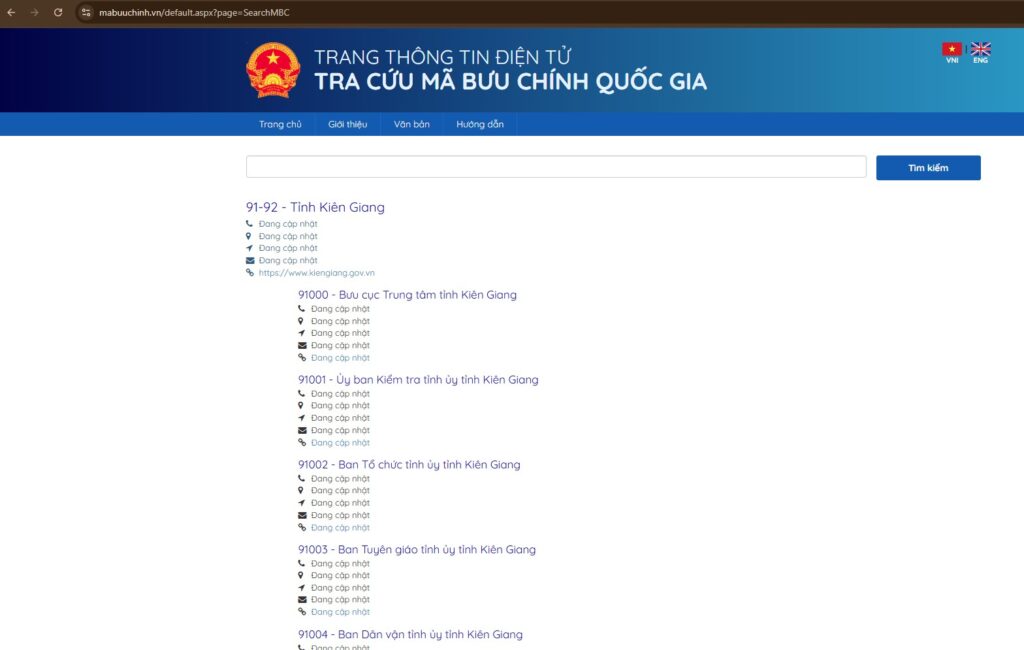 mabuuchinh.vn/default.aspx?page=SearchMBC
TRANG THÔNG TIN ĐIỆN TỬ
TRA CỨU MÃ BƯU CHÍNH QUỐC GIA
VNI | ENG
Trang chủ Giới thiệu Văn bản Hướng dẫn
Tìm kiếm
91-92 - Tỉnh Kiên Giang
Đang cập nhật
Đang cập nhật
Đang cập nhật
Đang cập nhật
https://www.kiengiang.gov.vn
91000 - Bưu cục Trung tâm tỉnh Kiên Giang
Đang cập nhật
Đang cập nhật
Đang cập nhật
Đang cập nhật
Đang cập nhật
91001 - Ủy ban Kiểm tra tỉnh ủy tỉnh Kiên Giang
Đang cập nhật
Đang cập nhật
Đang cập nhật
Đang cập nhật
Đang cập nhật
91002 - Ban Tổ chức tỉnh ủy tỉnh Kiên Giang
Đang cập nhật
Đang cập nhật
Đang cập nhật
Đang cập nhật
Đang cập nhật
91003 - Ban Tuyên giáo tỉnh ủy tỉnh Kiên Giang
Đang cập nhật
Đang cập nhật
Đang cập nhật
Đang cập nhật
Đang cập nhật
91004 - Ban Dân vận tỉnh ủy tỉnh Kiên Giang
Đang cập nhật